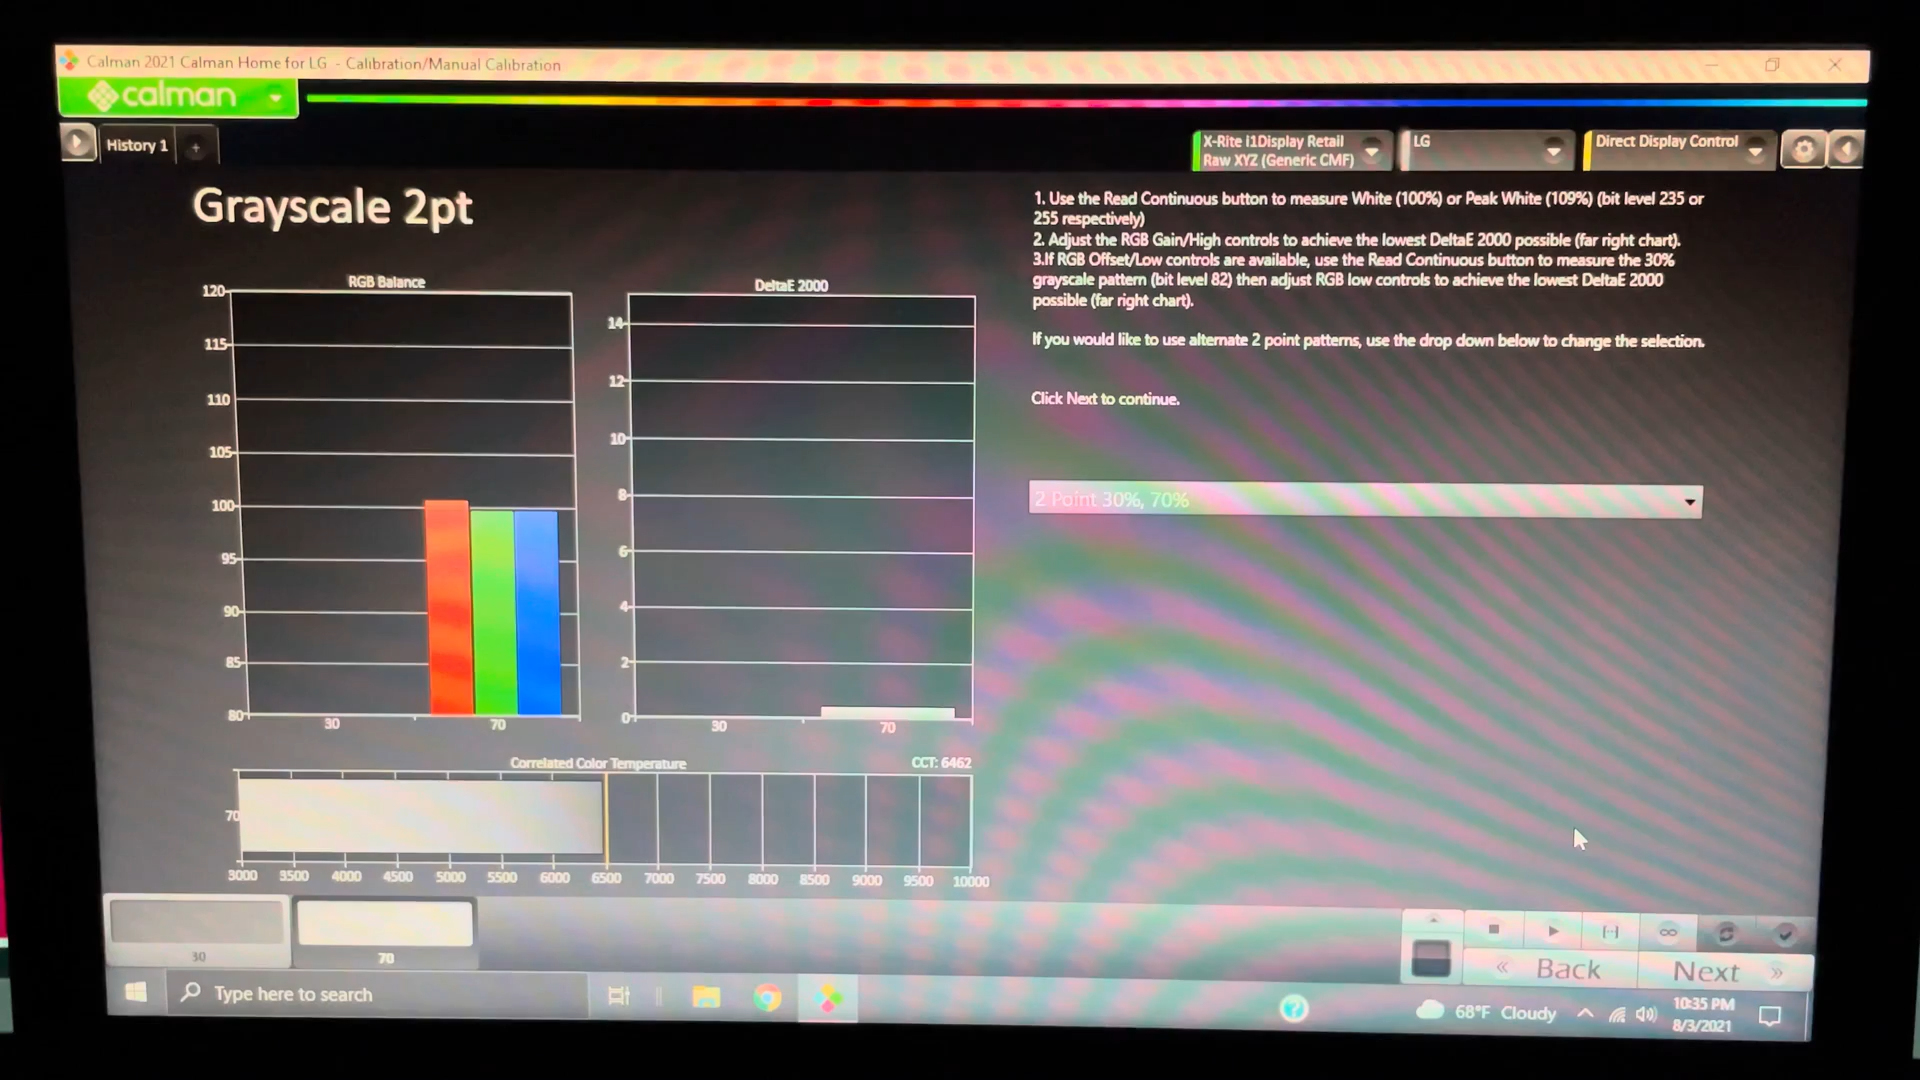 Calman 2021 Calman Home for LG - Calibration/Manual Calibration
calman
History 1
+
X-Rite i1Display Retail
Raw XYZ (Generic CMF)
LG
Direct Display Control
Grayscale 2pt
1. Use the Read Continuous button to measure White (100%) or Peak White (109%) (bit level 235 or
255 respectively)
2. Adjust the RGB Gain/High controls to achieve the lowest DeltaE 2000 possible (far right chart).
3.If RGB Offset/Low controls are available, use the Read Continuous button to measure the 30%
grayscale pattern (bit level 82) then adjust RGB low controls to achieve the lowest DeltaE 2000
possible (far right chart).
If you would like to use alternate 2 point patterns, use the drop down below to change the selection.
Click Next to continue.
2 Point 30%, 70%
RGB Balance
120
115
110
105
100
95
90
85
80
30 70
DeltaE 2000
14
12
10
8
6
4
2
0
30 70
Correlated Color Temperature CCT: 6462
70
3000 3500 4000 4500 5000 5500 6000 6500 7000 7500 8000 8500 9000 9500 10000
30 70
« Back Next »
Type here to search
68°F Cloudy
10:35 PM
8/3/2021